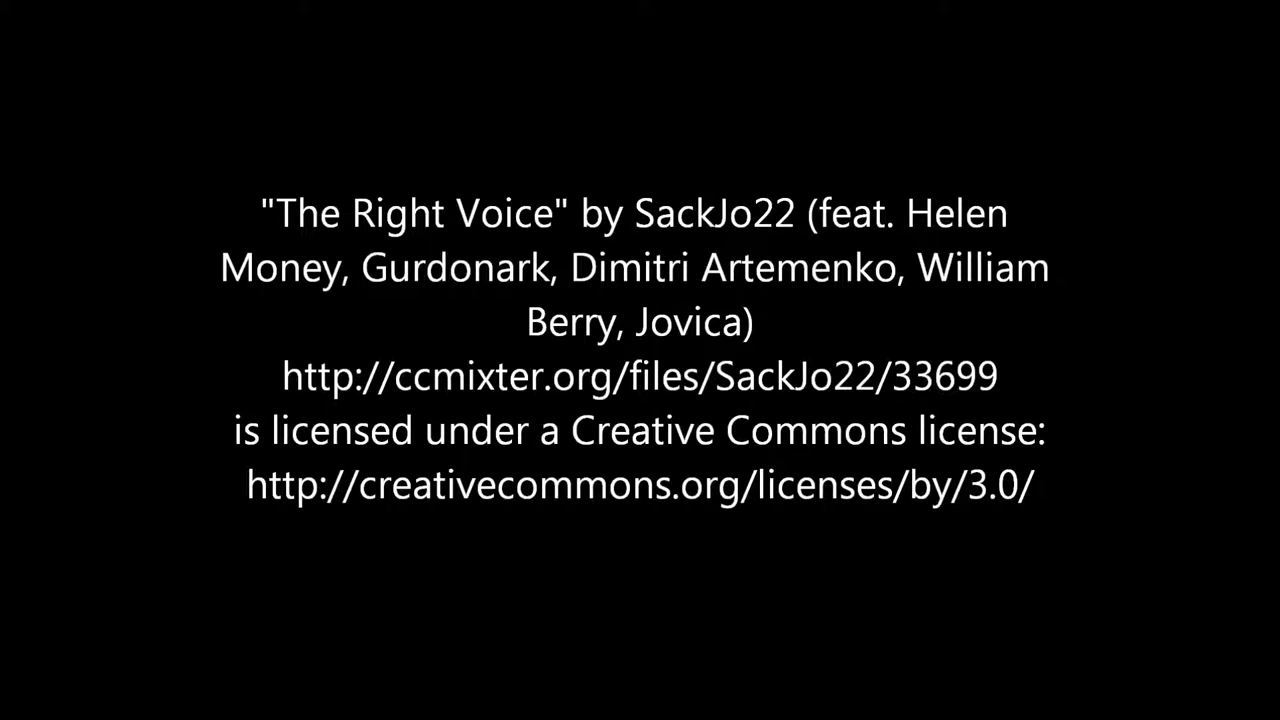 "The Right Voice" by SackJo22 (feat. Helen
Money, Gurdonark, Dimitri Artemenko, William
Berry, Jovica)
http://ccmixter.org/files/SackJo22/33699
is licensed under a Creative Commons license:
http://creativecommons.org/licenses/by/3.0/